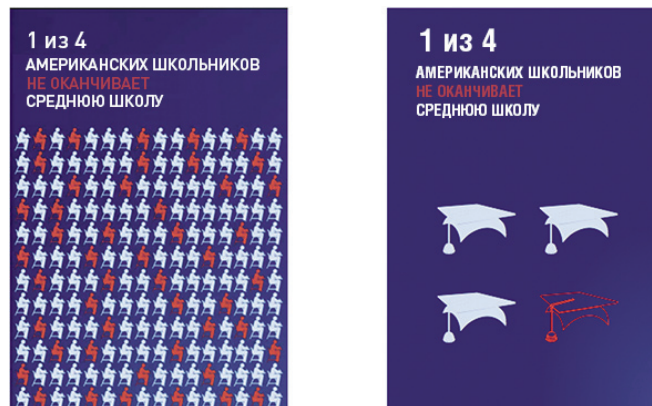 1 из 4
АМЕРИКАНСКИХ ШКОЛЬНИКОВ
НЕ ОКАНЧИВАЕТ
СРЕДНЮЮ ШКОЛУ
1 из 4
АМЕРИКАНСКИХ ШКОЛЬНИКОВ
НЕ ОКАНЧИВАЕТ
СРЕДНЮЮ ШКОЛУ